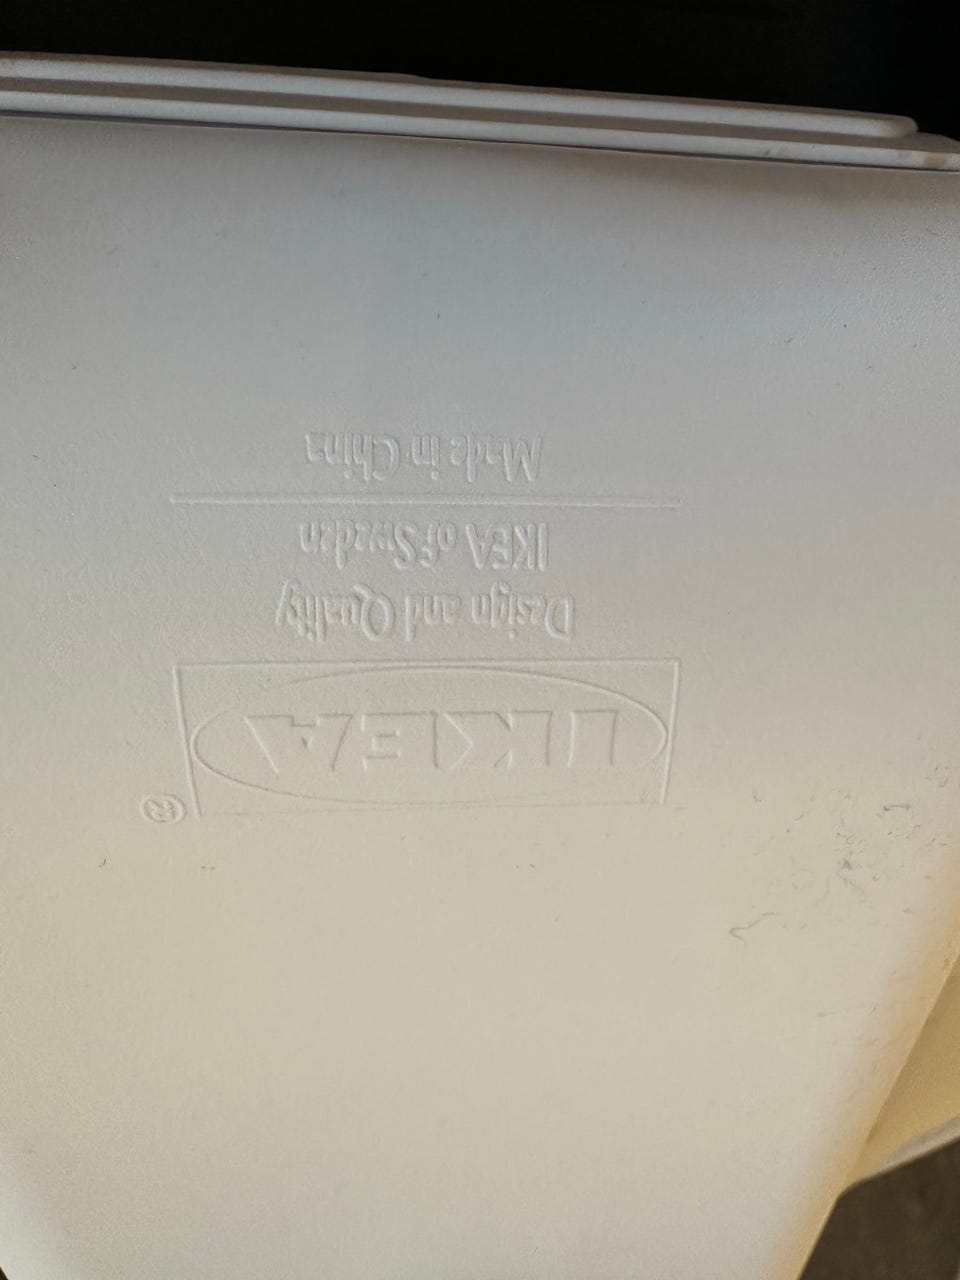 IKEA®
Design and Quality
IKEA of Sweden
Made in China